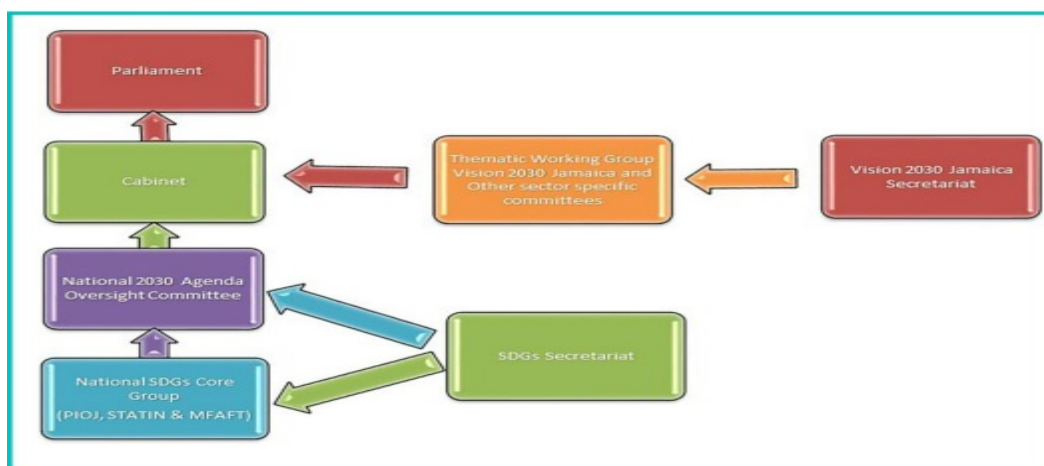 Parliament
Cabinet
Thematic Working Group
Vision 2030 Jamaica and
Other sector specific
committees
Vision 2030 Jamaica
Secretariat
National 2030 Agenda
Oversight Committee
SDGs Secretariat
National SDGs Core
Group
(PIOJ, STATIN & MFAFT)